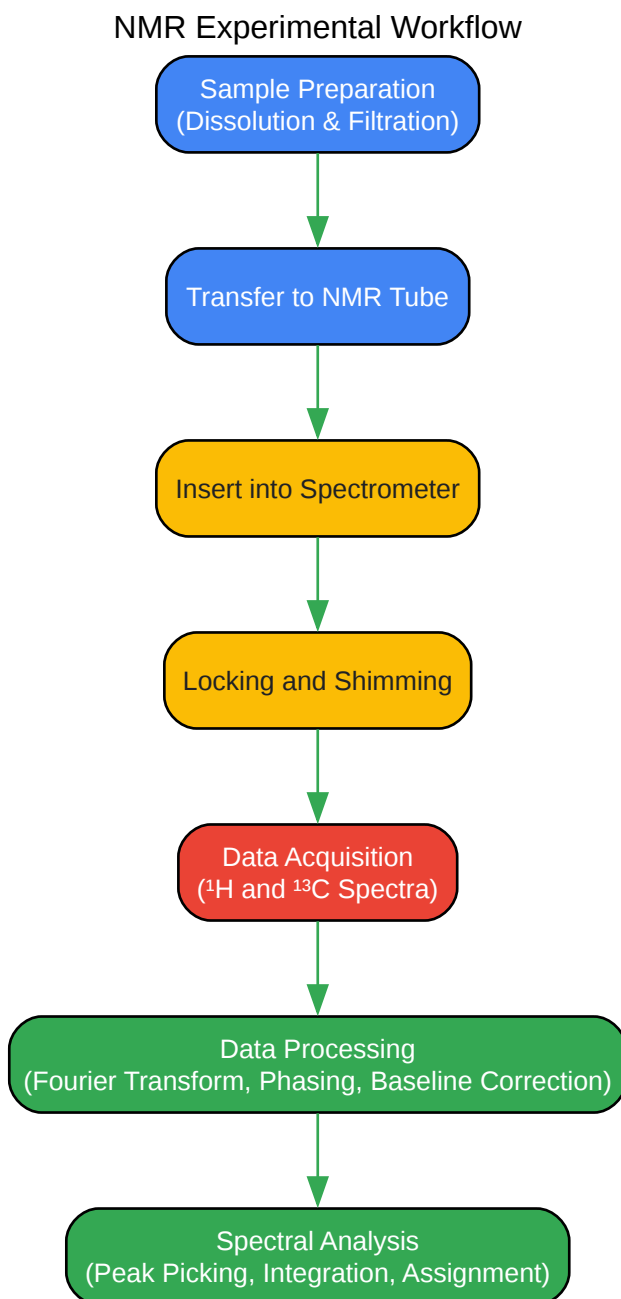 NMR Experimental Workflow
Sample Preparation
(Dissolution & Filtration)
Transfer to NMR Tube
Insert into Spectrometer
Locking and Shimming
Data Acquisition
(¹H and ¹³C Spectra)
Data Processing
(Fourier Transform, Phasing, Baseline Correction)
Spectral Analysis
(Peak Picking, Integration, Assignment)